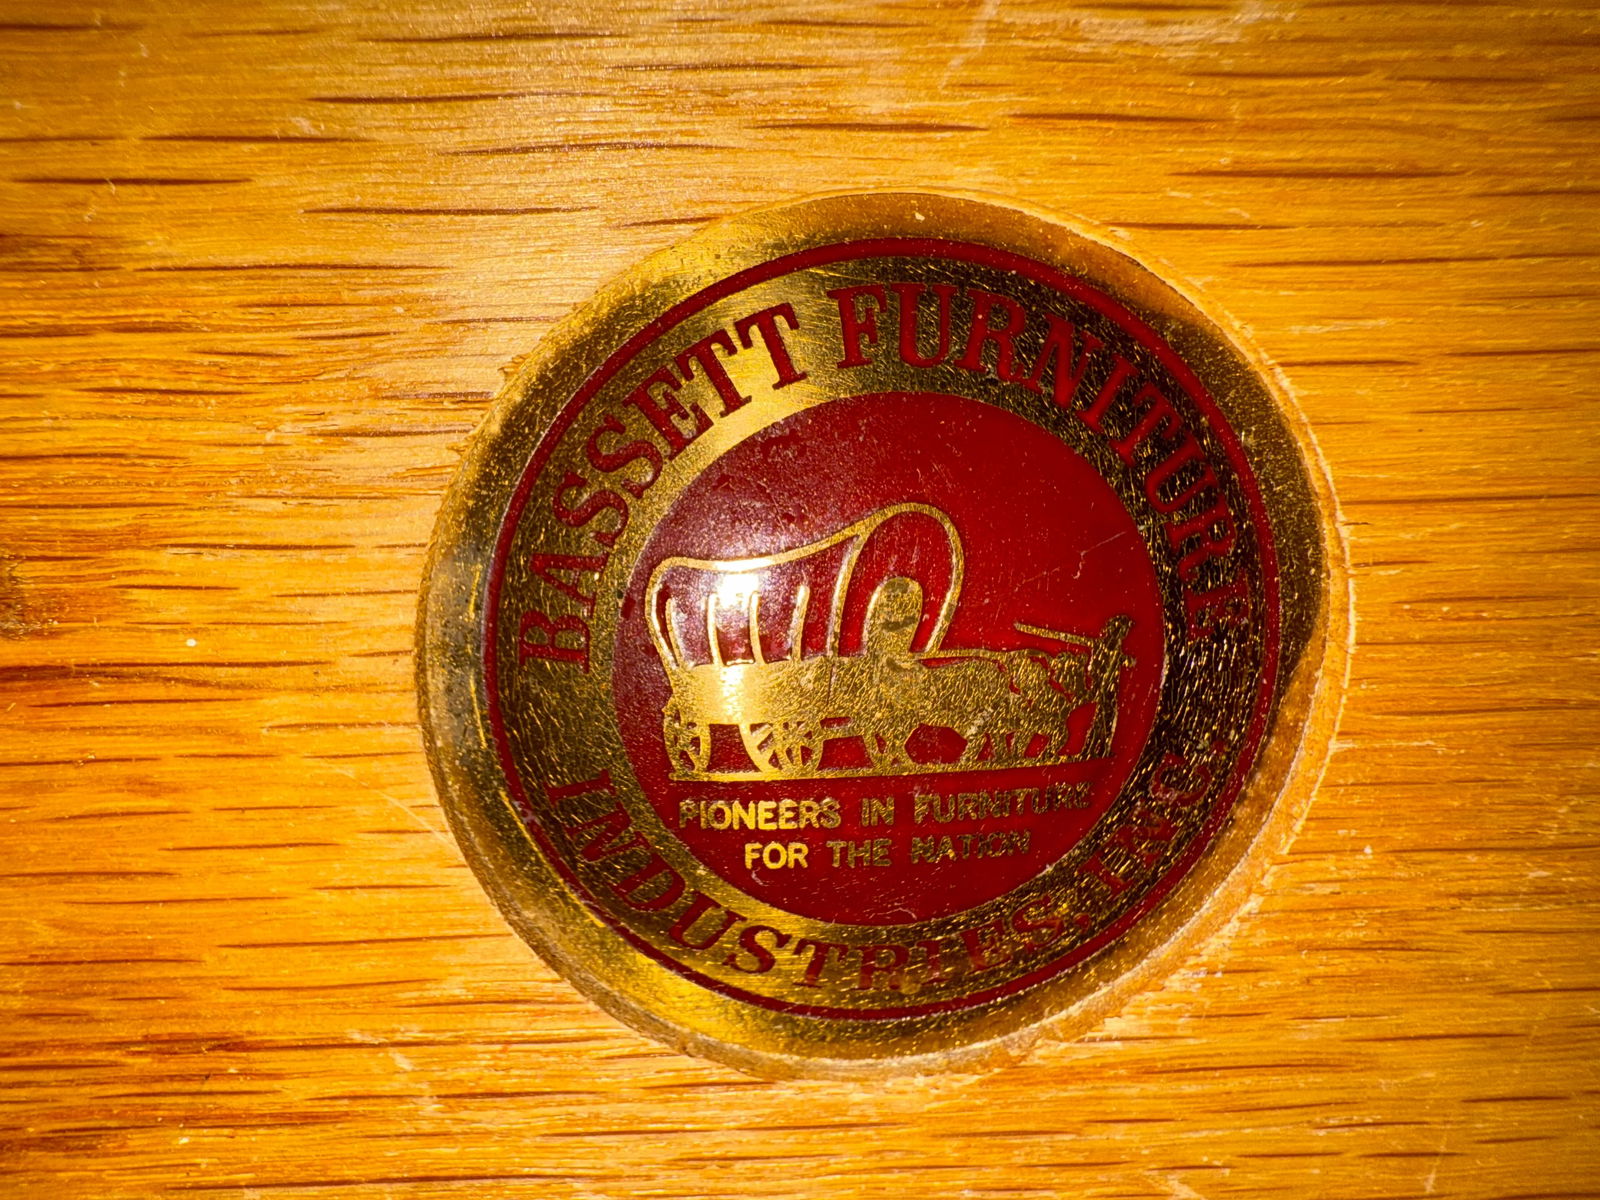 BASSETT FURNITURE
INDUSTRIES, INC.
PIONEERS IN FURNITURE
FOR THE NATION